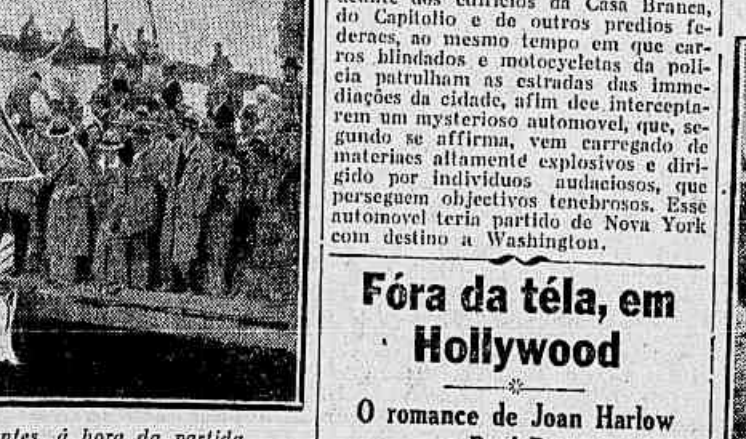 dos edificios da Casa Branca,
do Capitolio e de outros predios fe-
deraes, ao mesmo tempo em que car-
ros blindados e motocycletas da poli-
cia patrulham as estradas das imme-
diações da cidade, afim dee intercepta-
rem um mysterioso automovel, que, se-
gundo se affirma, vem carregado de
materiaes altamente explosivos e diri-
gido por individuos audaciosos, que
perseguem objectivos tenebrosos. Esse
automovel teria partido de Nova York
com destino a Washington.
Fóra da téla, em
Hollywood
O romance de Joan Harlow
á hora da partida